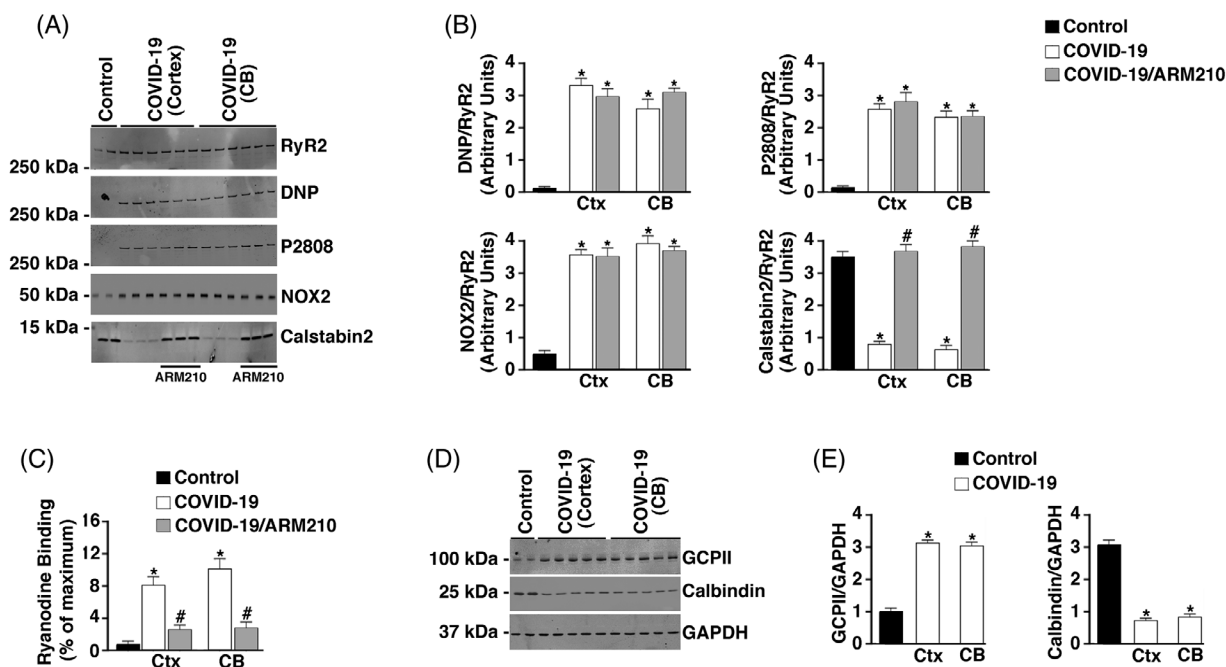 (A)
Control
COVID-19
(Cortex)
COVID-19
(CB)
250 kDa -
RyR2
250 kDa -
DNP
250 kDa -
P2808
50 kDa -
NOX2
15 kDa -
Calstabin2
ARM210
ARM210
(B)
Control
COVID-19
COVID-19/ARM210
DNP/RyR2
(Arbitrary Units)
4
3
2
1
0
* * * *
Ctx CB
P2808/RyR2
(Arbitrary Units)
4
3
2
1
0
* * * *
Ctx CB
NOX2/RyR2
(Arbitrary Units)
4
3
2
1
0
* * * *
Ctx CB
Calstabin2/RyR2
(Arbitrary Units)
4
3
2
1
0
* # * #
Ctx CB
(C)
Control
COVID-19
COVID-19/ARM210
Ryanodine Binding
(% of maximum)
16
12
8
4
0
* # * #
Ctx CB
(D)
Control
COVID-19
(Cortex)
COVID-19
(CB)
100 kDa -
GCPII
25 kDa -
Calbindin
37 kDa -
GAPDH
(E)
Control
COVID-19
GCPII/GAPDH
4
3
2
1
0
* *
Ctx CB
Calbindin/GAPDH
4
3
2
1
0
* *
Ctx CB